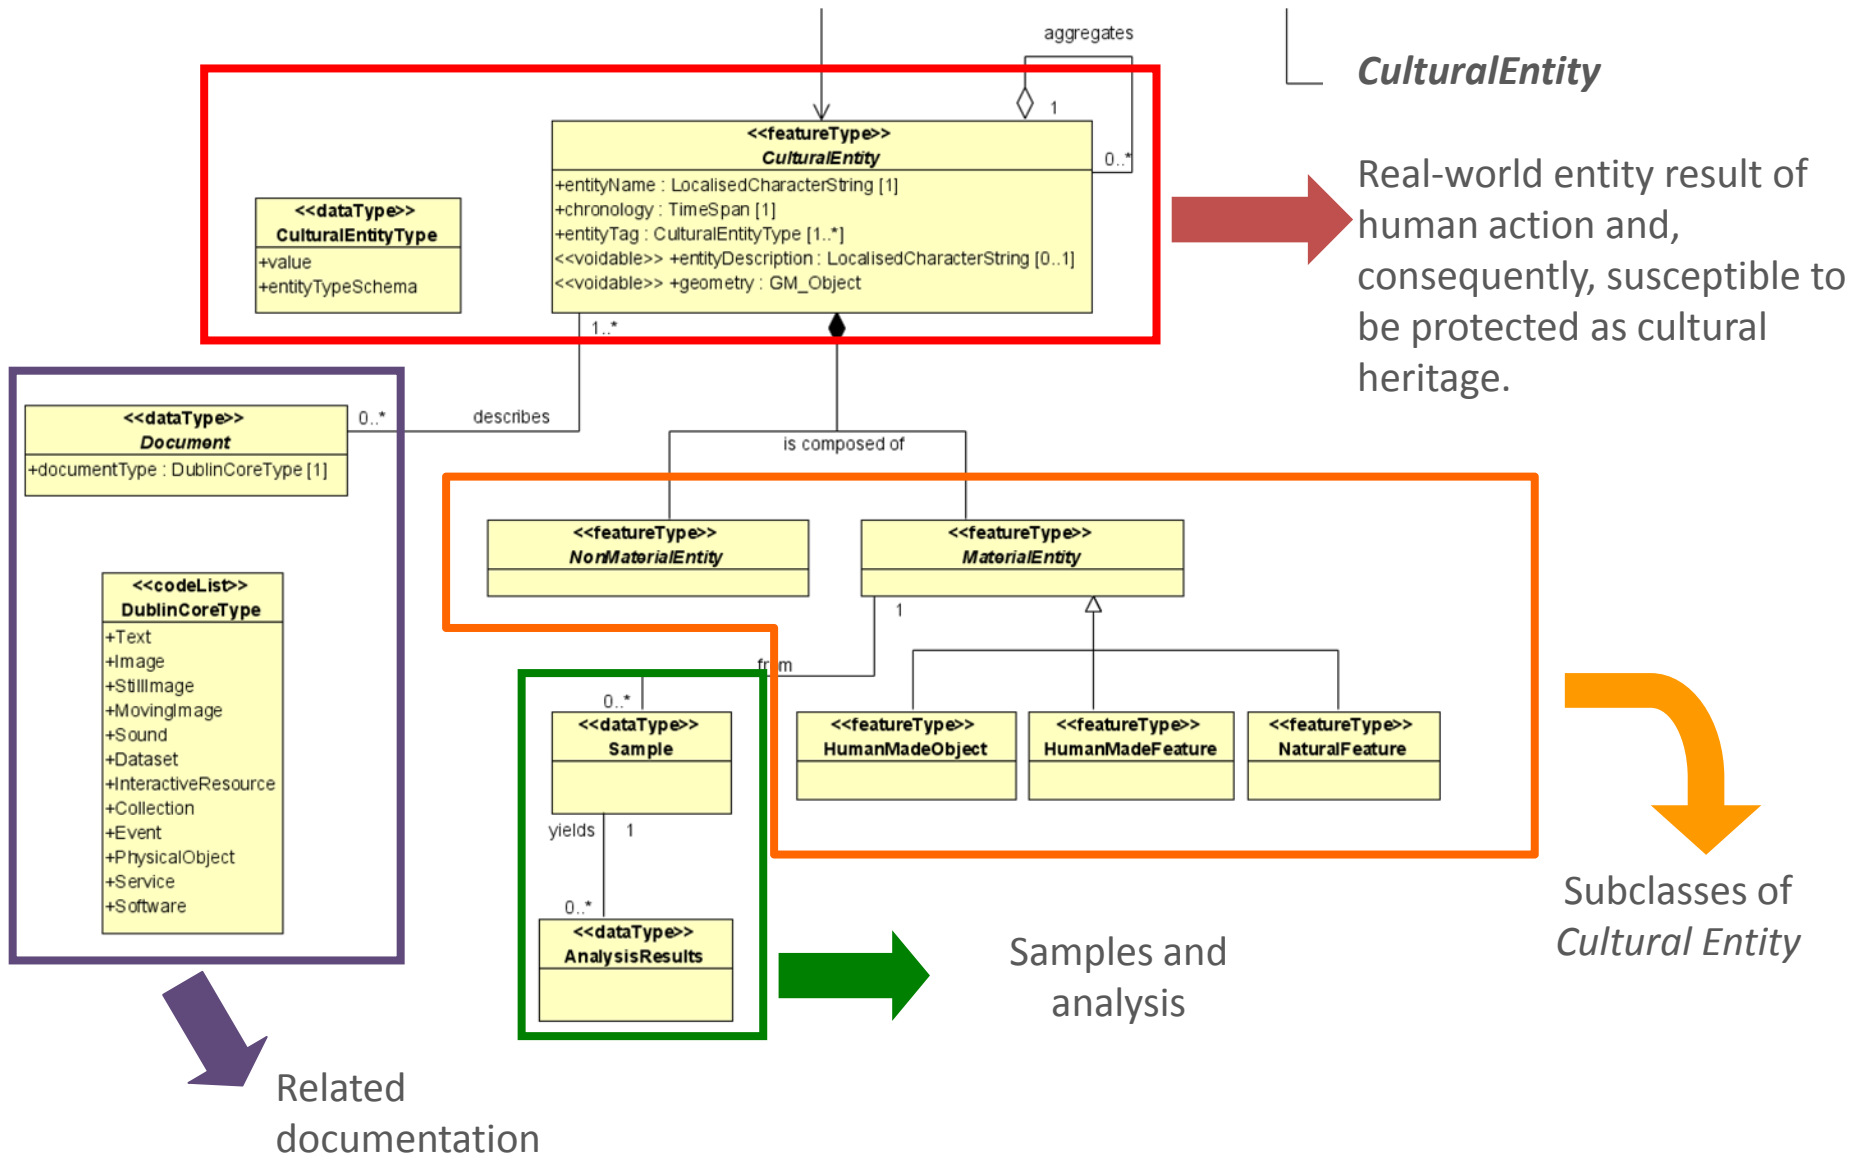 aggregates
1
0..*
<<featureType>>
CulturalEntity
+entityName : LocalisedCharacterString [1]
+chronology : TimeSpan [1]
+entityTag : CulturalEntityType [1..*]
<<voidable>> +entityDescription : LocalisedCharacterString [0..1]
<<voidable>> +geometry : GM_Object
<<dataType>>
CulturalEntityType
+value
+entityTypeSchema
1..*
CulturalEntity
Real-world entity result of
human action and,
consequently, susceptible to
be protected as cultural
heritage.
<<dataType>>
Document
+documentType : DublinCoreType [1]
0..*
describes
is composed of
<<codeList>>
DublinCoreType
+Text
+Image
+StillImage
+MovingImage
+Sound
+Dataset
+InteractiveResource
+Collection
+Event
+PhysicalObject
+Service
+Software
<<featureType>>
NonMaterialEntity
<<featureType>>
MaterialEntity
1
from
0..*
<<dataType>>
Sample
yields
1
0..*
<<dataType>>
AnalysisResults
<<featureType>>
HumanMadeObject
<<featureType>>
HumanMadeFeature
<<featureType>>
NaturalFeature
Subclasses of
Cultural Entity
Samples and
analysis
Related
documentation